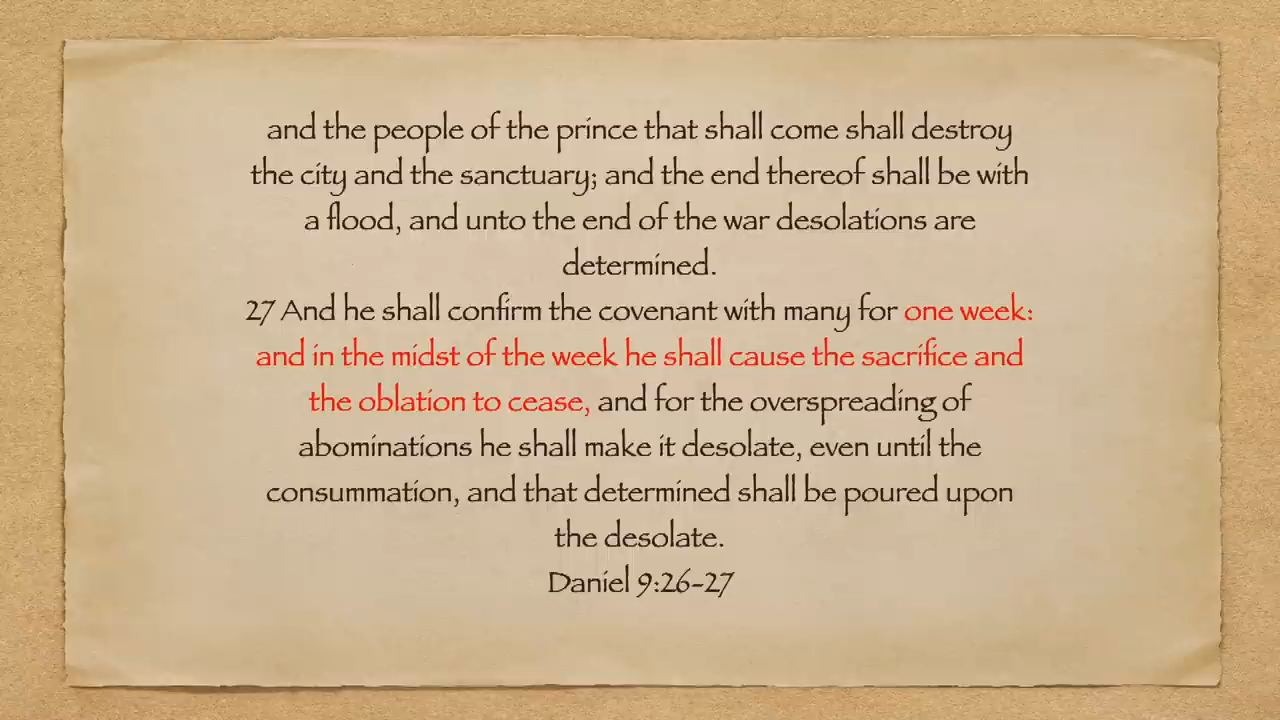 and the people of the prince that shall come shall destroy
the city and the sanctuary; and the end thereof shall be with
a flood, and unto the end of the war desolations are
determined.
27 And he shall confirm the covenant with many for one week:
and in the midst of the week he shall cause the sacrifice and
the oblation to cease, and for the overspreading of
abominations he shall make it desolate, even until the
consummation, and that determined shall be poured upon
the desolate.
Daniel 9:26-27